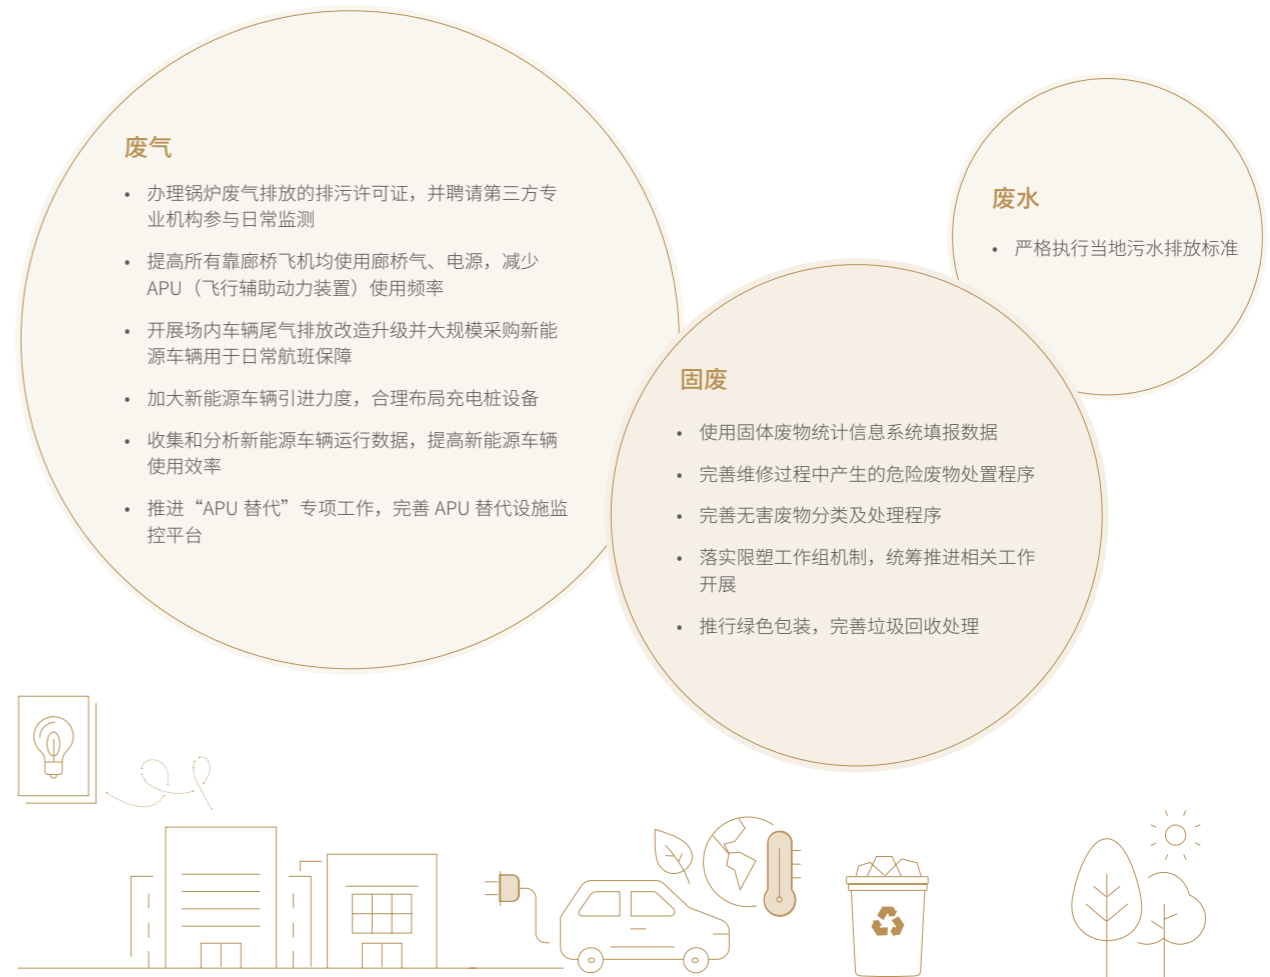 废气
• 办理锅炉废气排放的排污许可证，并聘请第三方专
业机构参与日常监测
• 提高所有靠廊桥飞机均使用廊桥气、电源，减少
APU（飞行辅助动力装置）使用频率
• 开展场内车辆尾气排放改造升级并大规模采购新能
源车辆用于日常航班保障
• 加大新能源车辆引进力度，合理布局充电桩设备
• 收集和分析新能源车辆运行数据，提高新能源车辆
使用效率
• 推进“APU 替代”专项工作，完善 APU 替代设施监
控平台
废水
• 严格执行当地污水排放标准
固废
• 使用固体废物统计信息系统填报数据
• 完善维修过程中产生的危险废物处置程序
• 完善无害废物分类及处理程序
• 落实限塑工作组机制，统筹推进相关工作
开展
• 推行绿色包装，完善垃圾回收处理